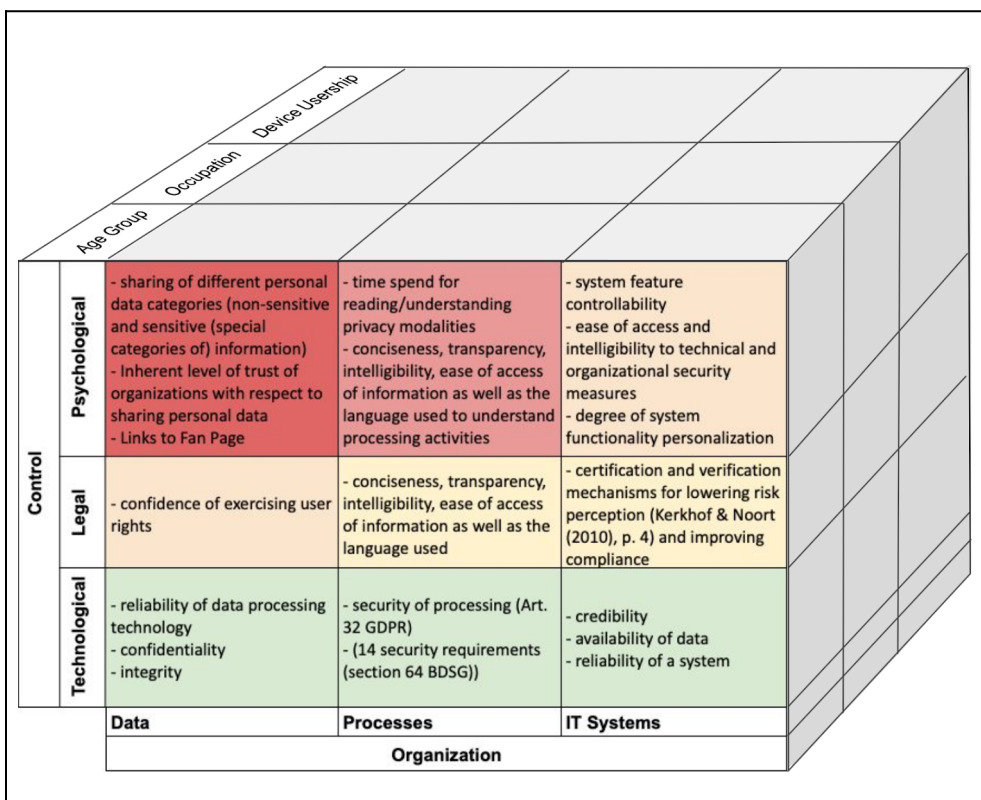 Device Usership
Occupation
Age Group
Control
Psychological
- sharing of different personal
data categories (non-sensitive
and sensitive (special
categories of) information)
- Inherent level of trust of
organizations with respect to
sharing personal data
- Links to Fan Page
- time spend for
reading/understanding
privacy modalities
- conciseness, transparency,
intelligibility, ease of access
of information as well as the
language used to understand
processing activities
- system feature
controllability
- ease of access and
intelligibility to technical and
organizational security
measures
- degree of system
functionality personalization
Legal
- confidence of exercising user
rights
- conciseness, transparency,
intelligibility, ease of access
of information as well as the
language used
- certification and verification
mechanisms for lowering risk
perception (Kerkhof & Noort
(2010), p. 4) and improving
compliance
Technological
- reliability of data processing
technology
- confidentiality
- integrity
- security of processing (Art.
32 GDPR)
- (14 security requirements
(section 64 BDSG))
- credibility
- availability of data
- reliability of a system
Data
Processes
IT Systems
Organization